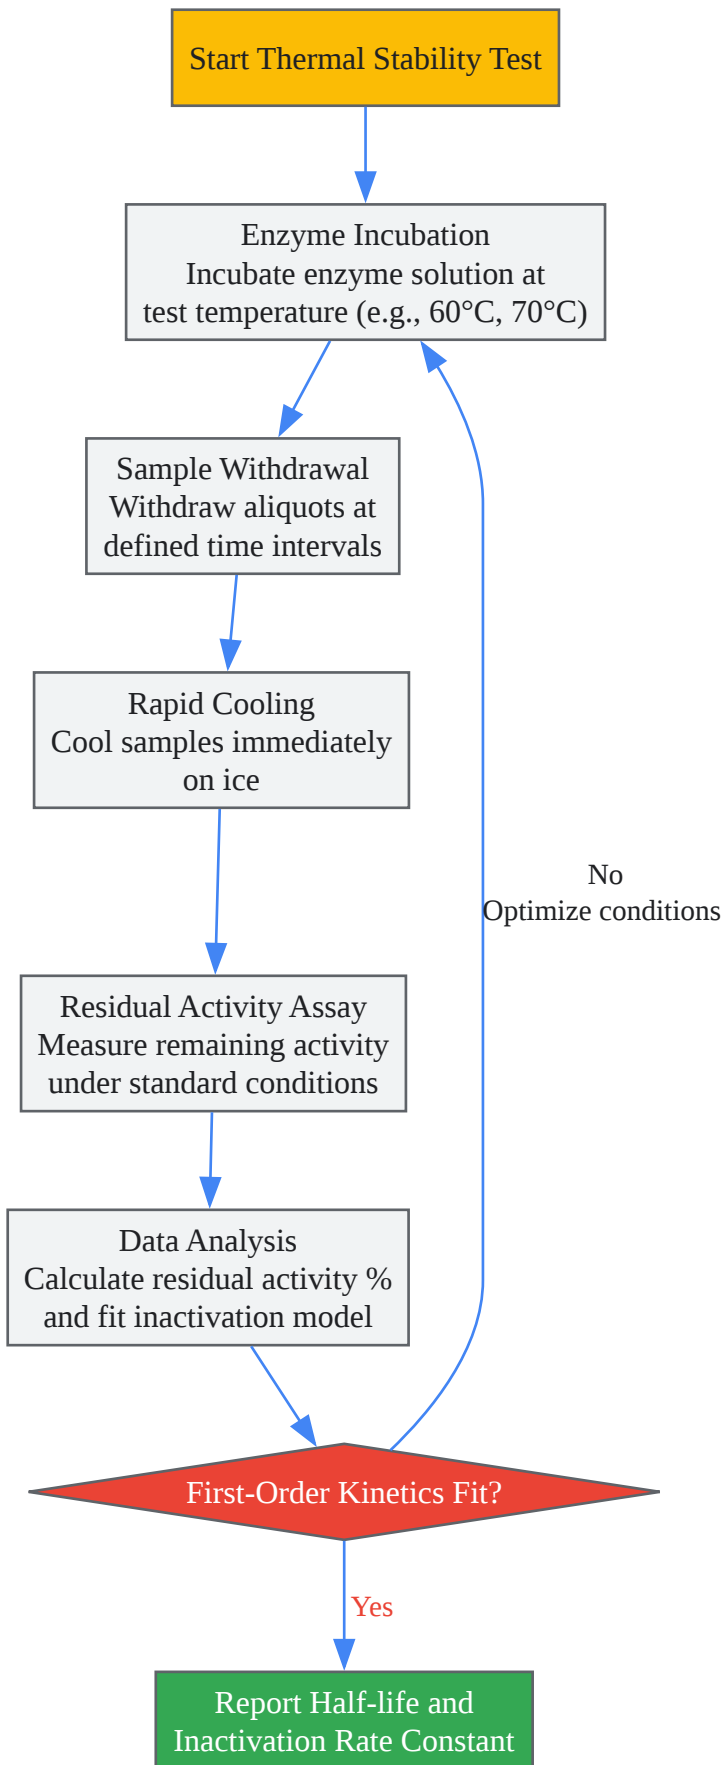 Start Thermal Stability Test
Enzyme Incubation
Incubate enzyme solution at
test temperature (e.g., 60°C, 70°C)
Sample Withdrawal
Withdraw aliquots at
defined time intervals
Rapid Cooling
Cool samples immediately
on ice
No
Optimize conditions
Residual Activity Assay
Measure remaining activity
under standard conditions
Data Analysis
Calculate residual activity %
and fit inactivation model
First-Order Kinetics Fit?
Yes
Report Half-life and
Inactivation Rate Constant